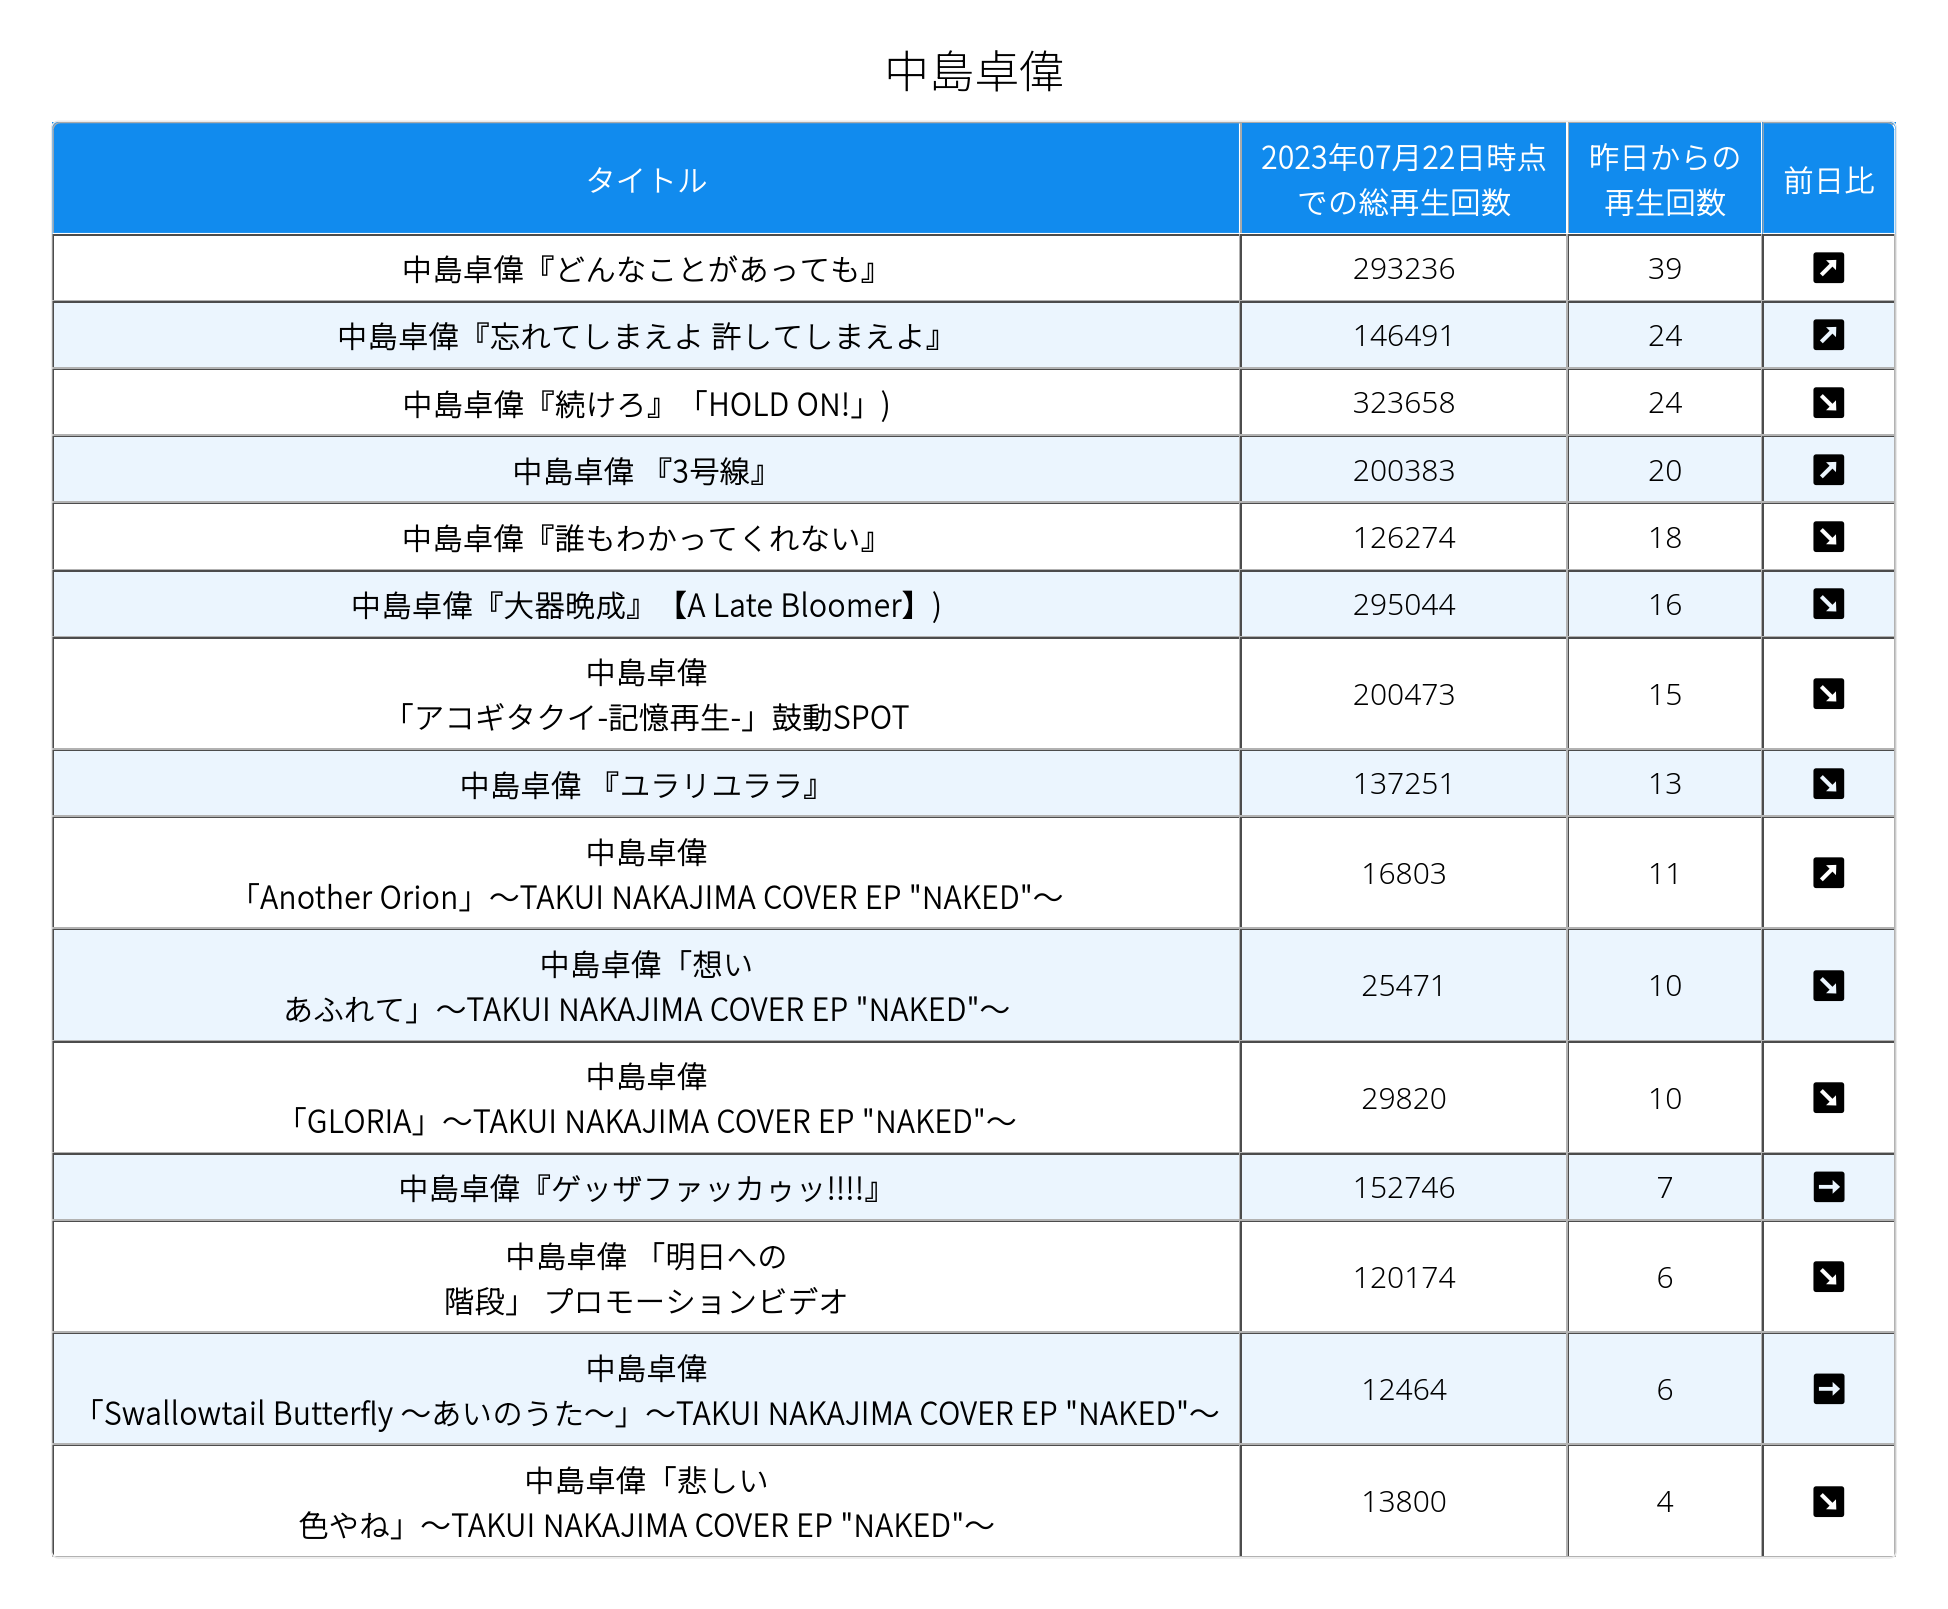 中島卓偉
タイトル
2023年07月22日時点
での総再生回数
昨日からの
再生回数
前日比
中島卓偉『どんなことがあっても』 293236 39 ↗
中島卓偉『忘れてしまえよ 許してしまえよ』 146491 24 ↗
中島卓偉『続けろ』「HOLD ON!」) 323658 24 ↘
中島卓偉 『3号線』 200383 20 ↗
中島卓偉『誰もわかってくれない』 126274 18 ↘
中島卓偉『大器晩成』【A Late Bloomer】) 295044 16 ↘
中島卓偉
「アコギタクイ-記憶再生-」鼓動SPOT 200473 15 ↘
中島卓偉 『ユラリユララ』 137251 13 ↘
中島卓偉
「Another Orion」～TAKUI NAKAJIMA COVER EP "NAKED"～ 16803 11 ↗
中島卓偉「想い
あふれて」～TAKUI NAKAJIMA COVER EP "NAKED"～ 25471 10 ↘
中島卓偉
「GLORIA」～TAKUI NAKAJIMA COVER EP "NAKED"～ 29820 10 ↘
中島卓偉『ゲッザファッカゥッ!!!!』 152746 7 →
中島卓偉 「明日への
階段」 プロモーションビデオ 120174 6 ↘
中島卓偉
「Swallowtail Butterfly ～あいのうた～」～TAKUI NAKAJIMA COVER EP "NAKED"～ 12464 6 →
中島卓偉「悲しい
色やね」～TAKUI NAKAJIMA COVER EP "NAKED"～ 13800 4 ↘